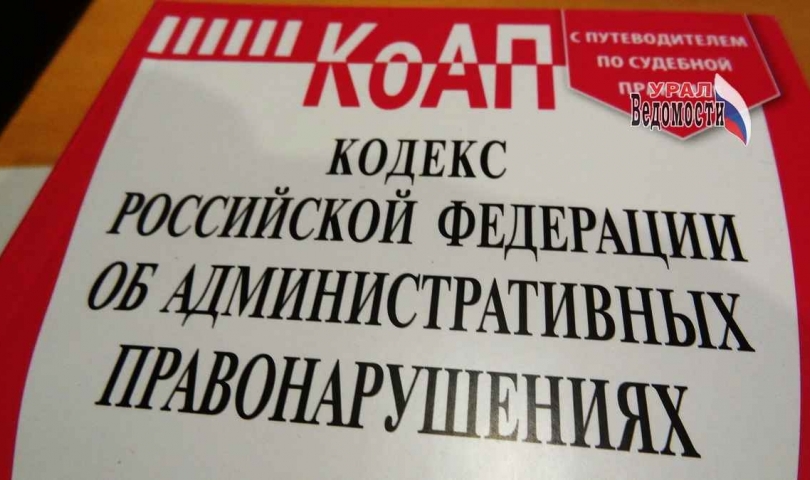 КоАП
С ПУТЕВОДИТЕЛЕМ
ПО СУДЕБНОЙ
УРАЛ
Ведомости
КОДЕКС
РОССИЙСКОЙ ФЕДЕРАЦИИ
ОБ АДМИНИСТРАТИВНЫХ
ПРАВОНАРУШЕНИЯХ